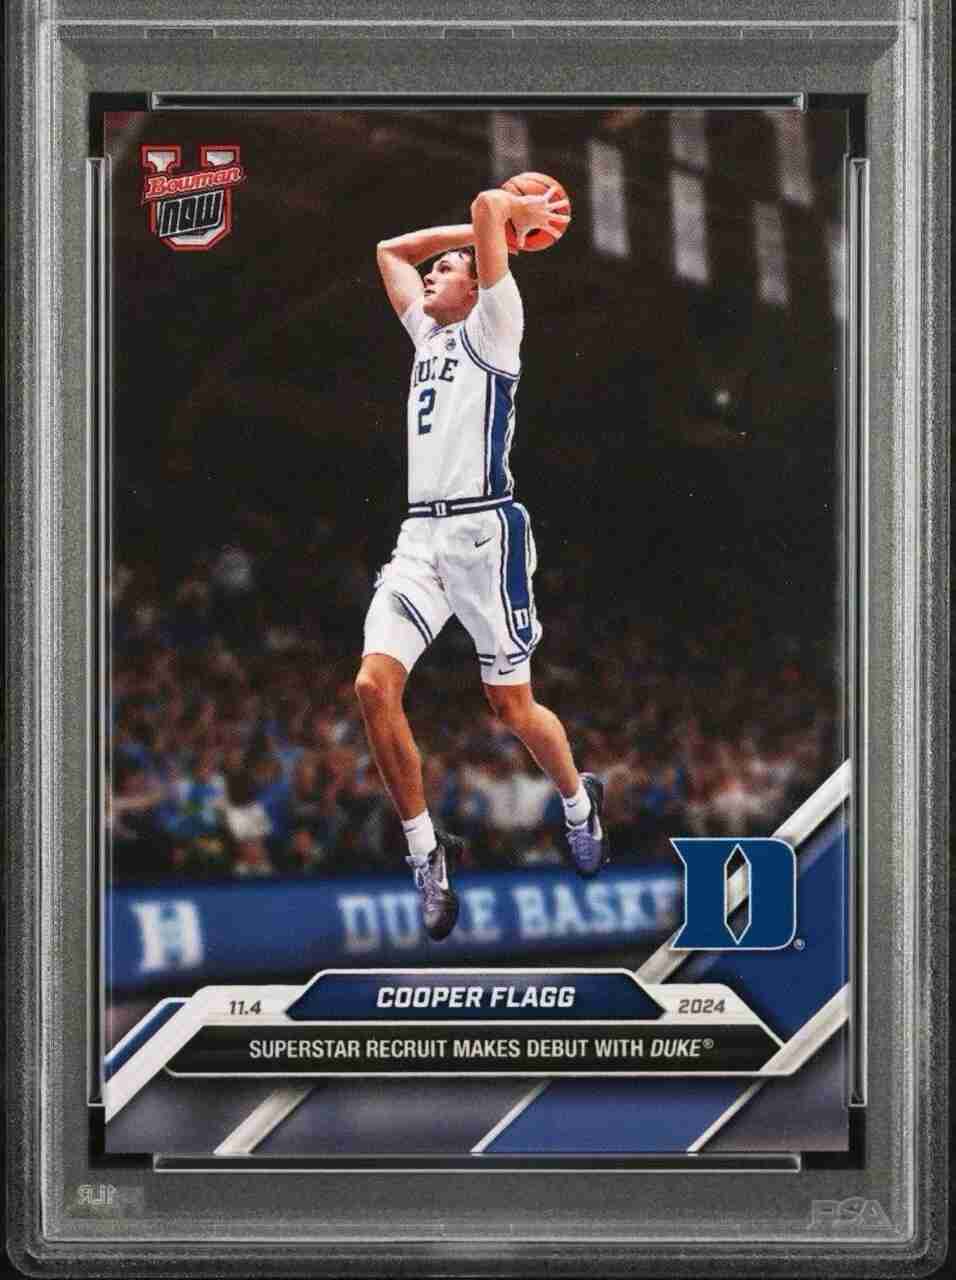 Bowman
NOW
DUKE
2
D
D
DUKE BASKE
D
COOPER FLAGG
11.4
2024
SUPERSTAR RECRUIT MAKES DEBUT WITH DUKE®
PSA